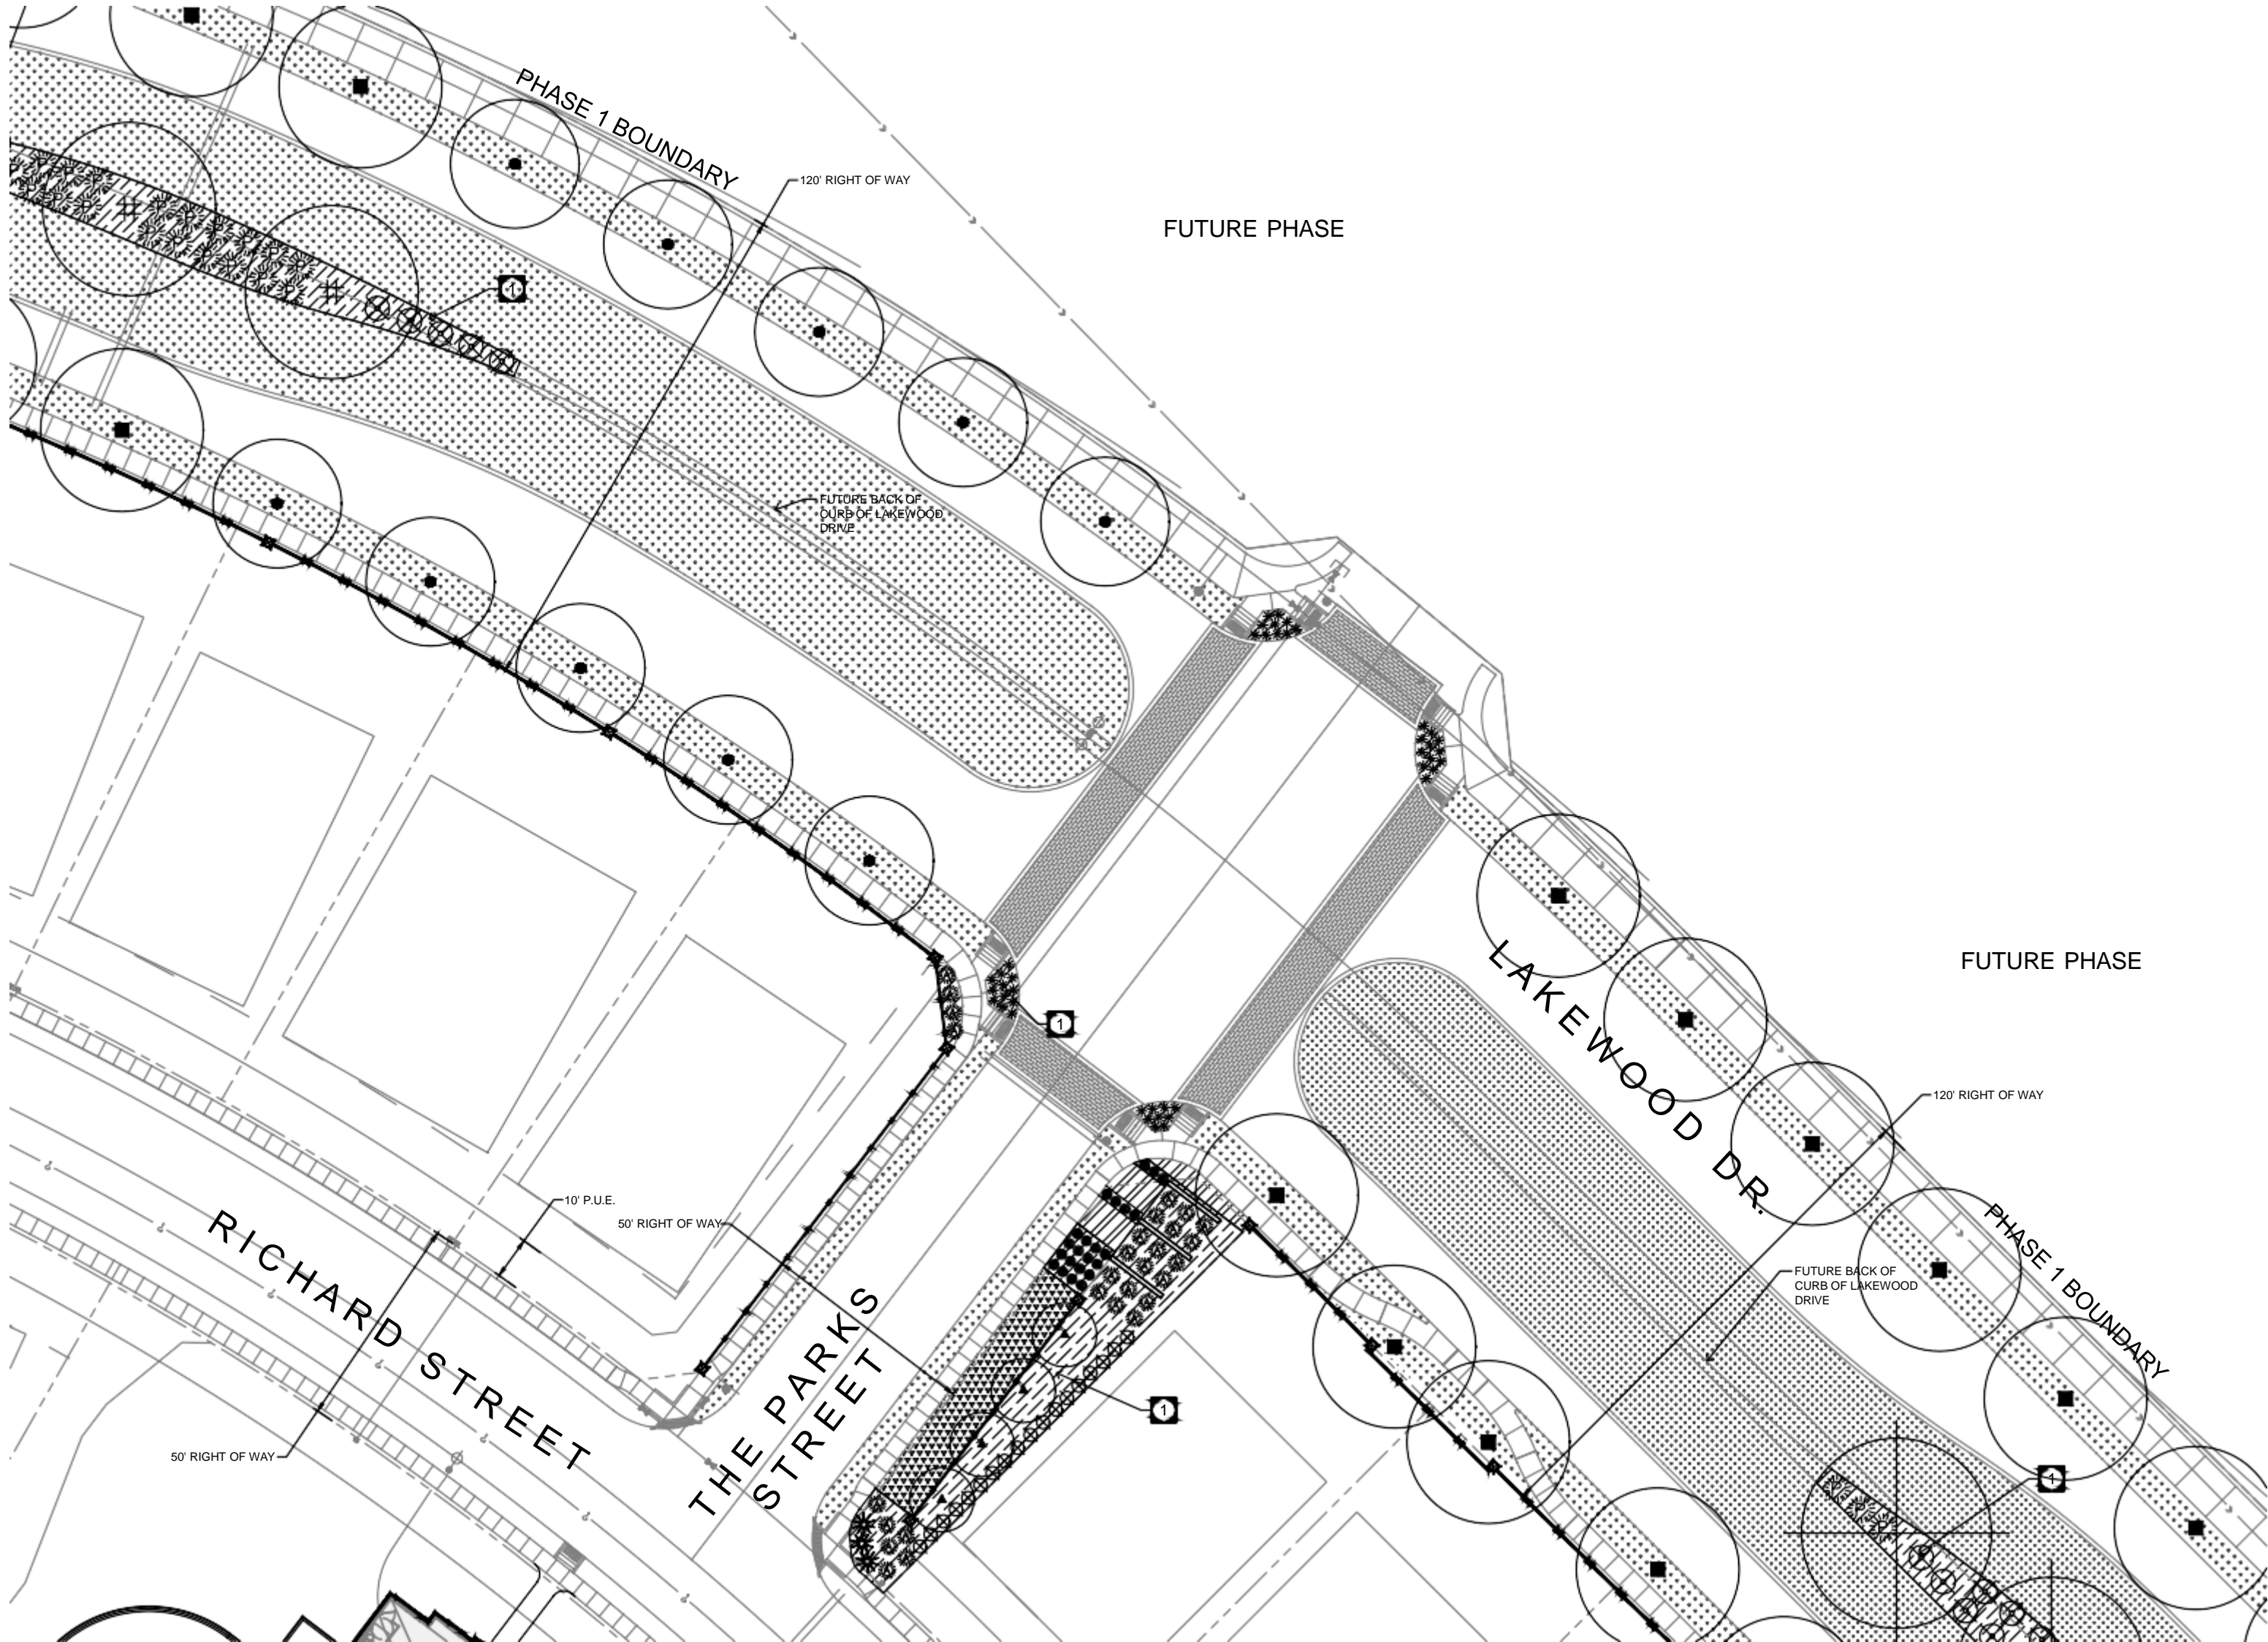 PHASE 1 BOUNDARY
120' RIGHT OF WAY
FUTURE PHASE
1
FUTURE BACK OF
CURB OF LAKEWOOD
DRIVE
LAKEWOOD DR.
FUTURE PHASE
1
120' RIGHT OF WAY
10' P.U.E.
50' RIGHT OF WAY
RICHARD STREET
PHASE 1 BOUNDARY
FUTURE BACK OF
CURB OF LAKEWOOD
DRIVE
THE PARKS
STREET
1
50' RIGHT OF WAY
1